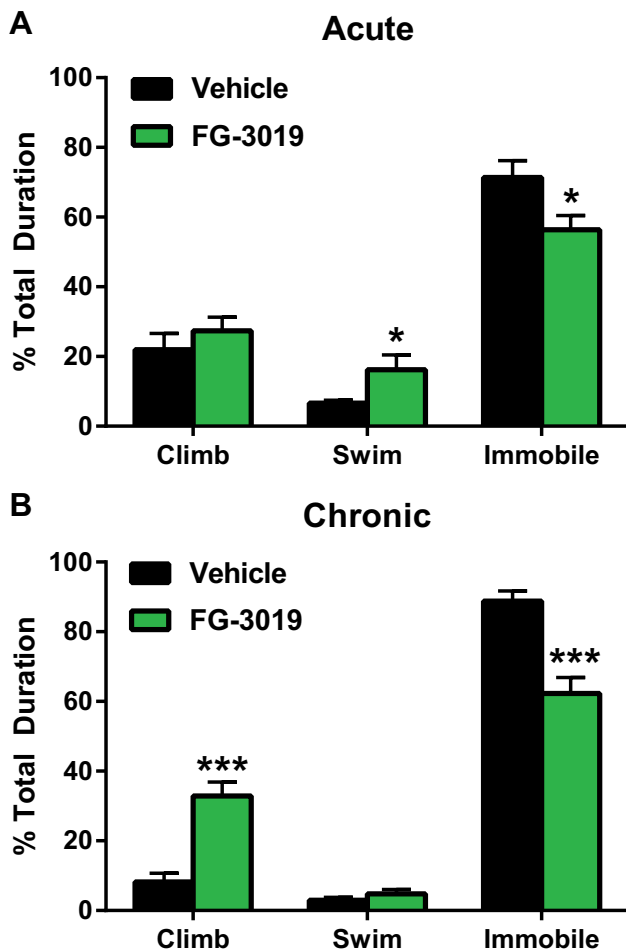 A
Acute
% Total Duration
100
80
60
40
20
0
Vehicle
FG-3019
*
*
Climb Swim Immobile
B
Chronic
% Total Duration
100
80
60
40
20
0
Vehicle
FG-3019
***
***
Climb Swim Immobile